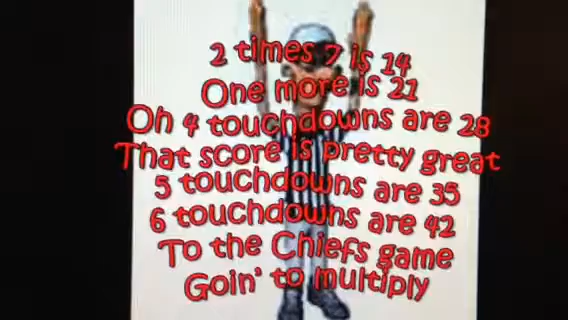 2 times 7 is 14
One more is 21
Oh 4 touchdowns are 28
That score is pretty great
5 touchdowns are 35
6 touchdowns are 42
To the Chiefs game
Goin' to multiply